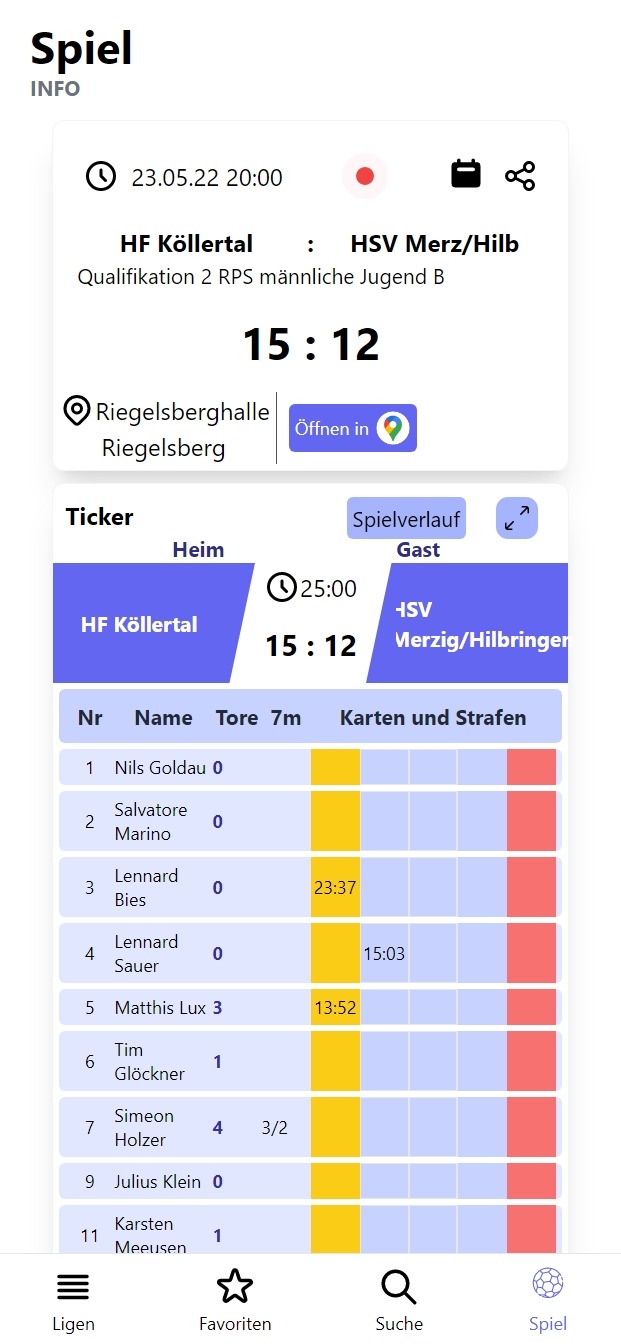 Spiel
INFO
23.05.22 20:00
HF Köllertal : HSV Merz/Hilb
Qualifikation 2 RPS männliche Jugend B
15 : 12
Riegelsberghalle
Riegelsberg
Öffnen in
Ticker
Spielverlauf
Heim
Gast
25:00
HF Köllertal
15 : 12
HSV
Merzig/Hilbringen
Nr Name Tore 7m Karten und Strafen
1 Nils Goldau 0
2 Salvatore Marino 0
3 Lennard Bies 0 23:37
4 Lennard Sauer 0 15:03
5 Matthis Lux 3 13:52
6 Tim Glöckner 1
7 Simeon Holzer 4 3/2
9 Julius Klein 0
11 Karsten Meeusen 1
Ligen Favoriten Suche Spiel